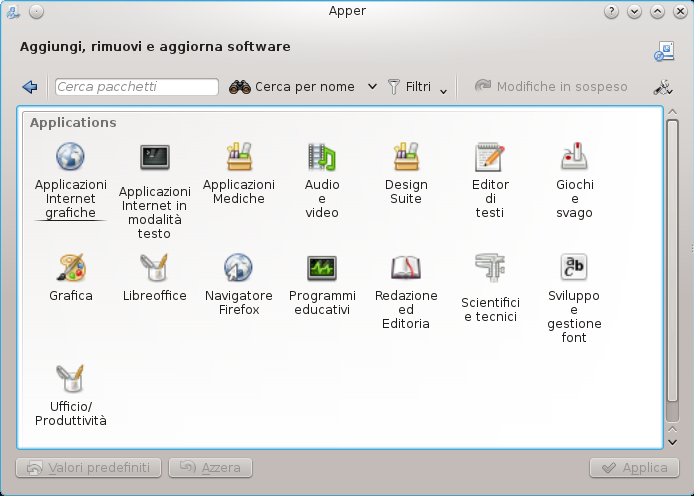 Apper
Aggiungi, rimuovi e aggiorna software
Cerca pacchetti Cerca per nome Filtri Modifiche in sospeso
Applications
Applicazioni
Internet
grafiche
Applicazioni
Internet in
modalità
testo
Applicazioni
Mediche
Audio
e
video
Design
Suite
Editor
di
testi
Giochi
e
svago
Grafica
Libreoffice
Navigatore
Firefox
Programmi
educativi
Redazione
ed
Editoria
Scientifici
e tecnici
abc
Sviluppo
e
gestione
font
Ufficio/
Produttività
Valori predefiniti Azzera Applica